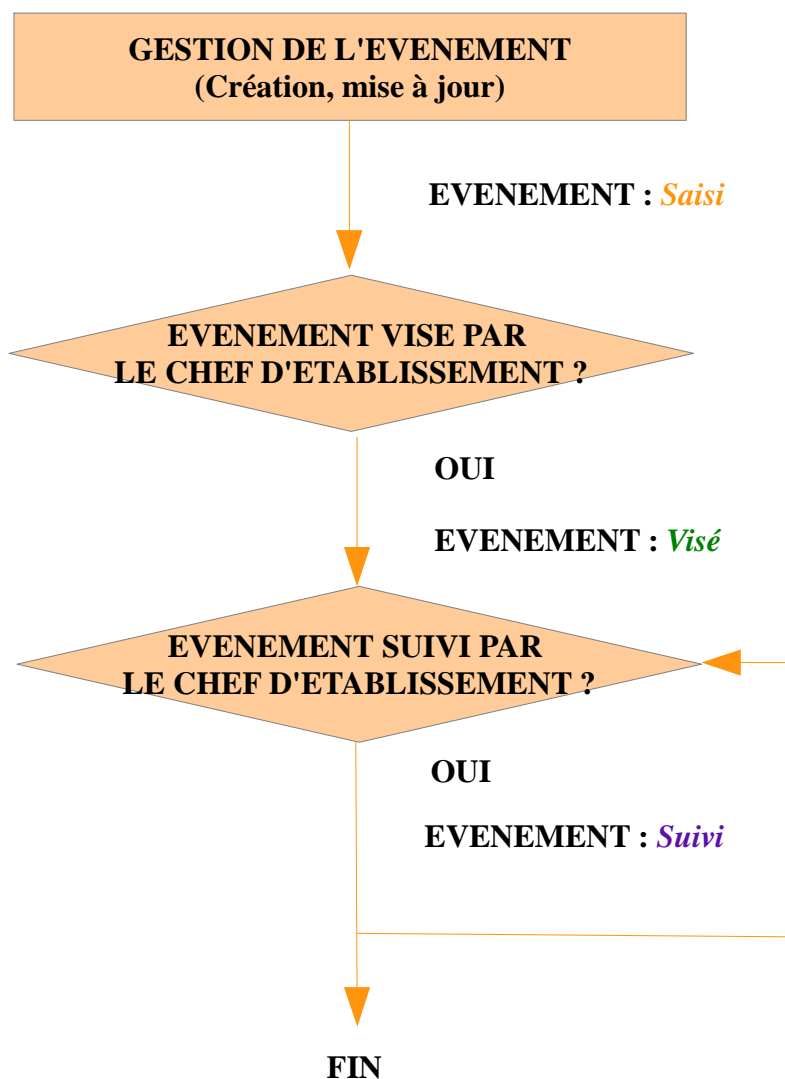 GESTION DE L'EVENEMENT
(Création, mise à jour)
EVENEMENT : Saisi
EVENEMENT VISE PAR
LE CHEF D'ETABLISSEMENT ?
OUI
EVENEMENT : Visé
EVENEMENT SUIVI PAR
LE CHEF D'ETABLISSEMENT ?
OUI
EVENEMENT : Suivi
FIN